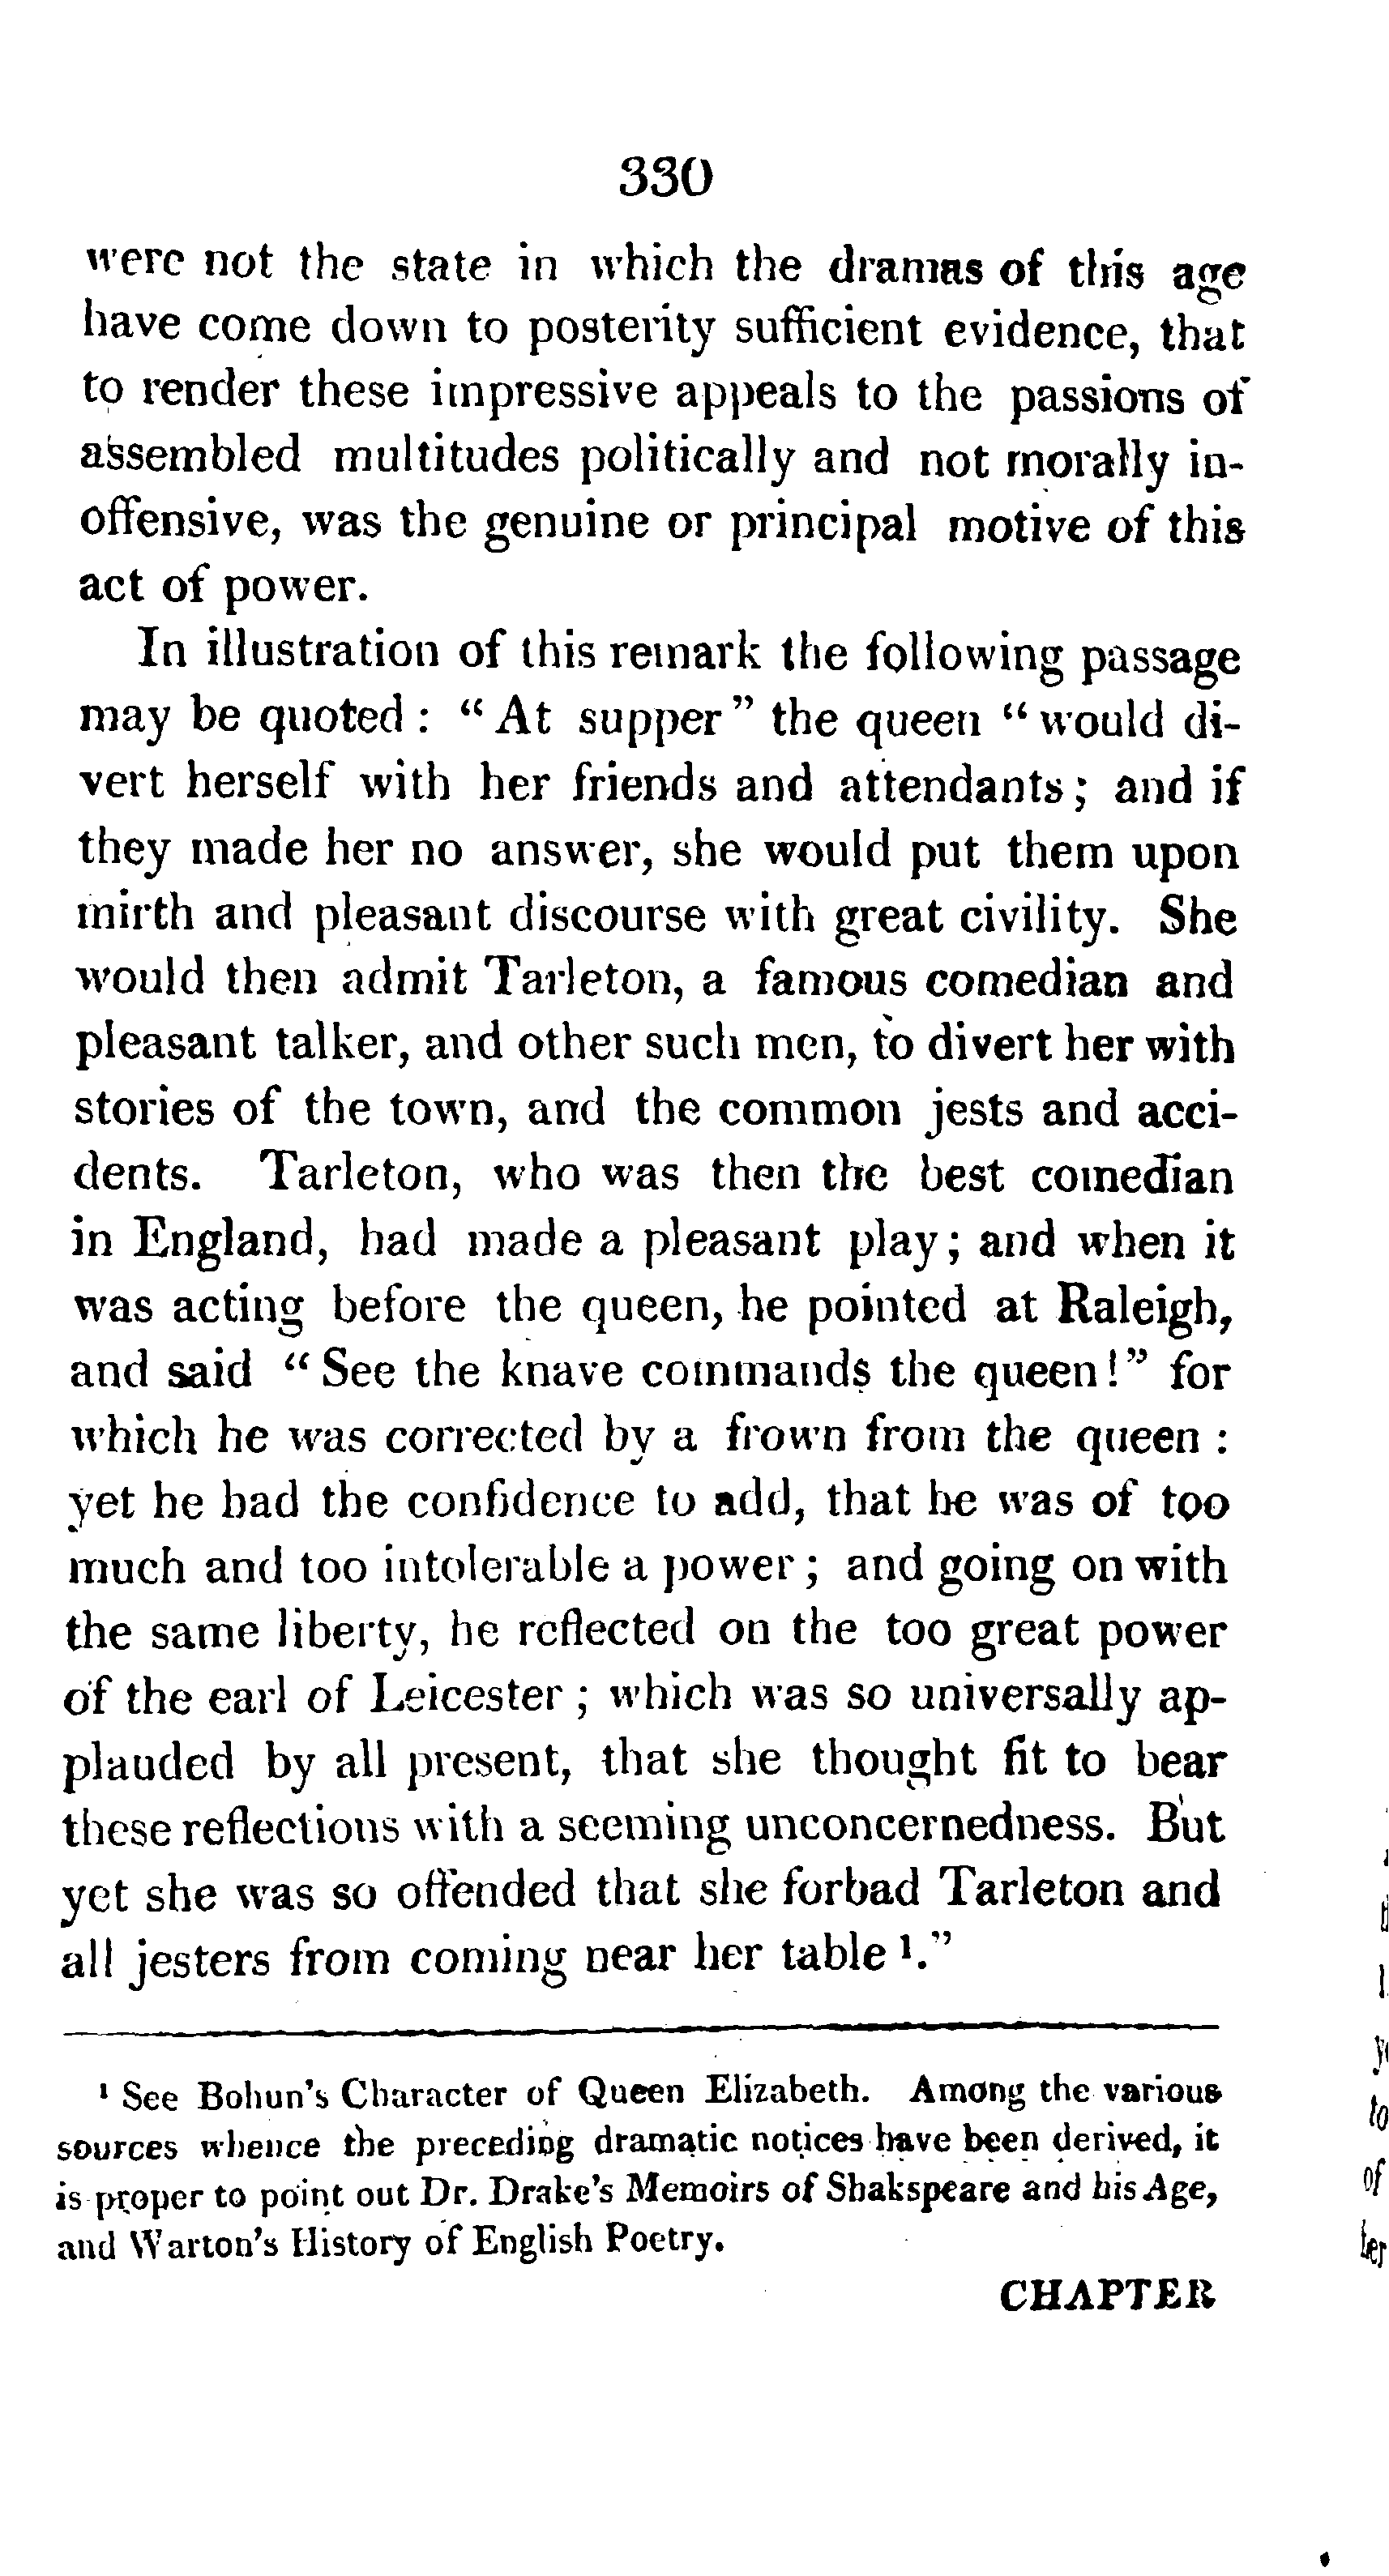 330
were not the state in which the dramas of this age
have come down to posterity sufficient evidence, that
to render these impressive appeals to the passions of
assembled multitudes politically and not morally in-
offensive, was the genuine or principal motive of this
act of power.
In illustration of this remark the following passage
may be quoted : “ At supper ” the queen “ would di-
vert herself with her friends and attendants ; and if
they made her no answer, she would put them upon
mirth and pleasant discourse with great civility. She
would then admit Tarleton, a famous comedian and
pleasant talker, and other such men, to divert her with
stories of the town, and the common jests and acci-
dents. Tarleton, who was then the best comedian
in England, had made a pleasant play ; and when it
was acting before the queen, he pointed at Raleigh,
and said “ See the knave commands the queen ! ” for
which he was corrected by a frown from the queen :
yet he had the confidence to add, that he was of too
much and too intolerable a power ; and going on with
the same liberty, he reflected on the too great power
of the earl of Leicester ; which was so universally ap-
plauded by all present, that she thought fit to bear
these reflections with a seeming unconcernedness. But
yet she was so offended that she forbad Tarleton and
all jesters from coming near her table ¹.”
¹ See Bohun's Character of Queen Elizabeth. Among the various
sources whence the preceding dramatic notices have been derived, it
is proper to point out Dr. Drake's Memoirs of Shakspeare and his Age,
and Warton's History of English Poetry.
CHAPTER
to
of
her